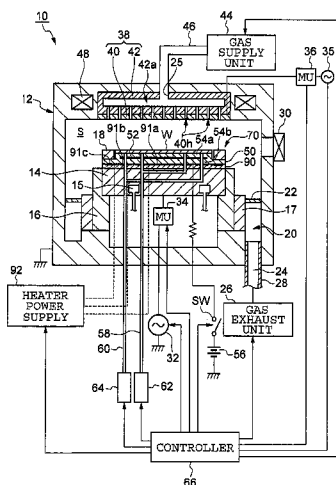 10
38
40 42
42a
46
44
GAS SUPPLY UNIT
36
35
48
25
MU
12
S
91b
91a
W
40h
54a
54b
30
18
52
70
91c
50
90
14
15
34
16
MU
17
22
20
92
HEATER POWER SUPPLY
58
60
26
24
28
SW
GAS EXHAUST UNIT
32
56
64
62
CONTROLLER
66